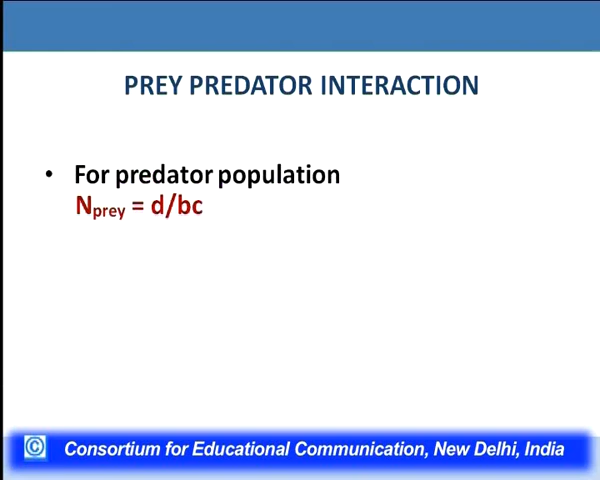 PREY PREDATOR INTERACTION
• For predator population
Nprey = d/bc
© Consortium for Educational Communication, New Delhi, India